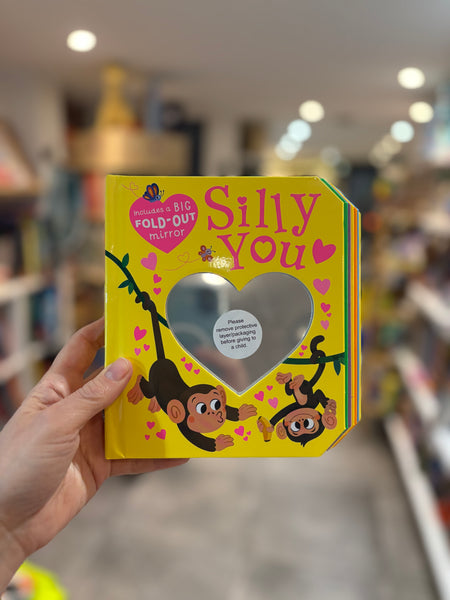 includes a BIG
FOLD-OUT
mirror
Silly
You
Please
remove protective
layer/packaging
before giving to
a child.